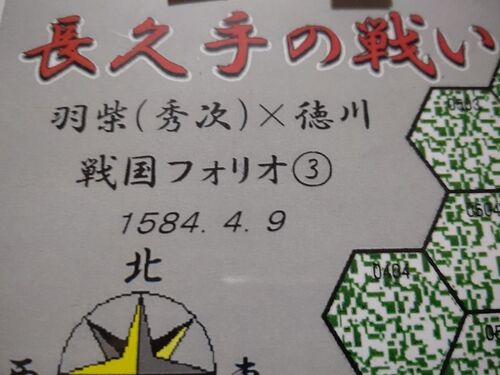 長久手の戦い
羽柴(秀次)×徳川
戦国フォリオ③
1584. 4. 9
北
0503
0404